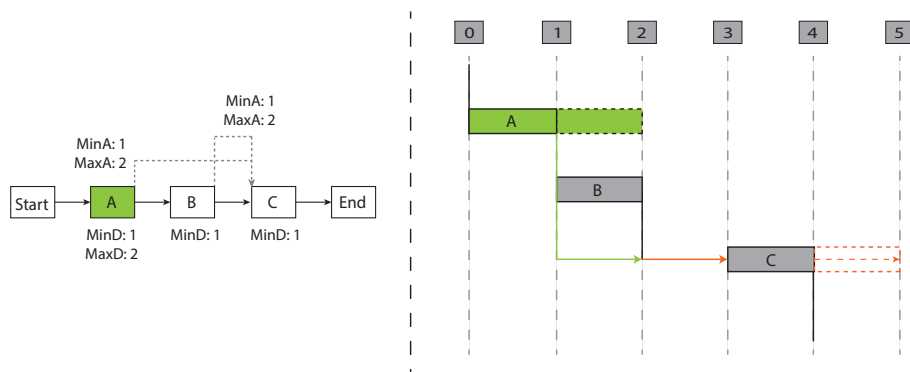 0 1 2 3 4 5
MinA: 1
MaxA: 2
MinA: 1
MaxA: 2
A
B
Start A B C End
MinD: 1 MinD: 1 MinD: 1
MaxD: 2
C